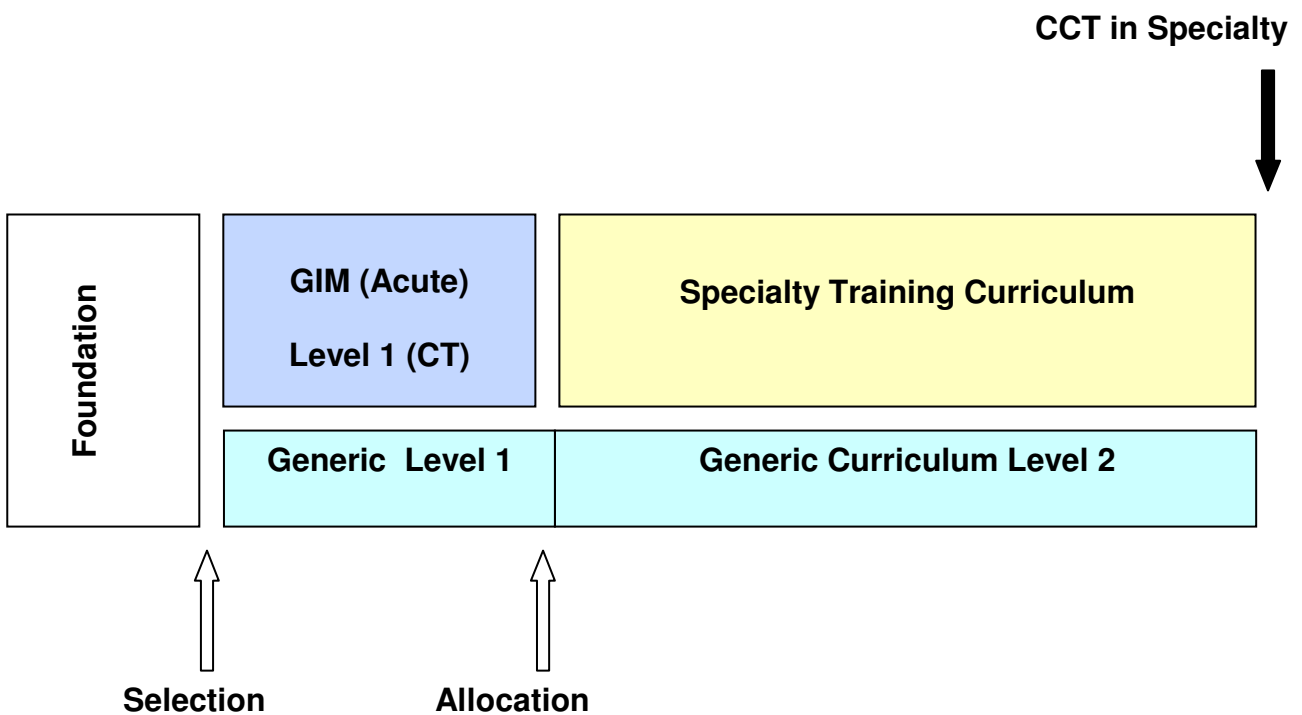 CCT in Specialty
Foundation
GIM (Acute)
Level 1 (CT)
Specialty Training Curriculum
Generic Level 1
Generic Curriculum Level 2
Selection
Allocation